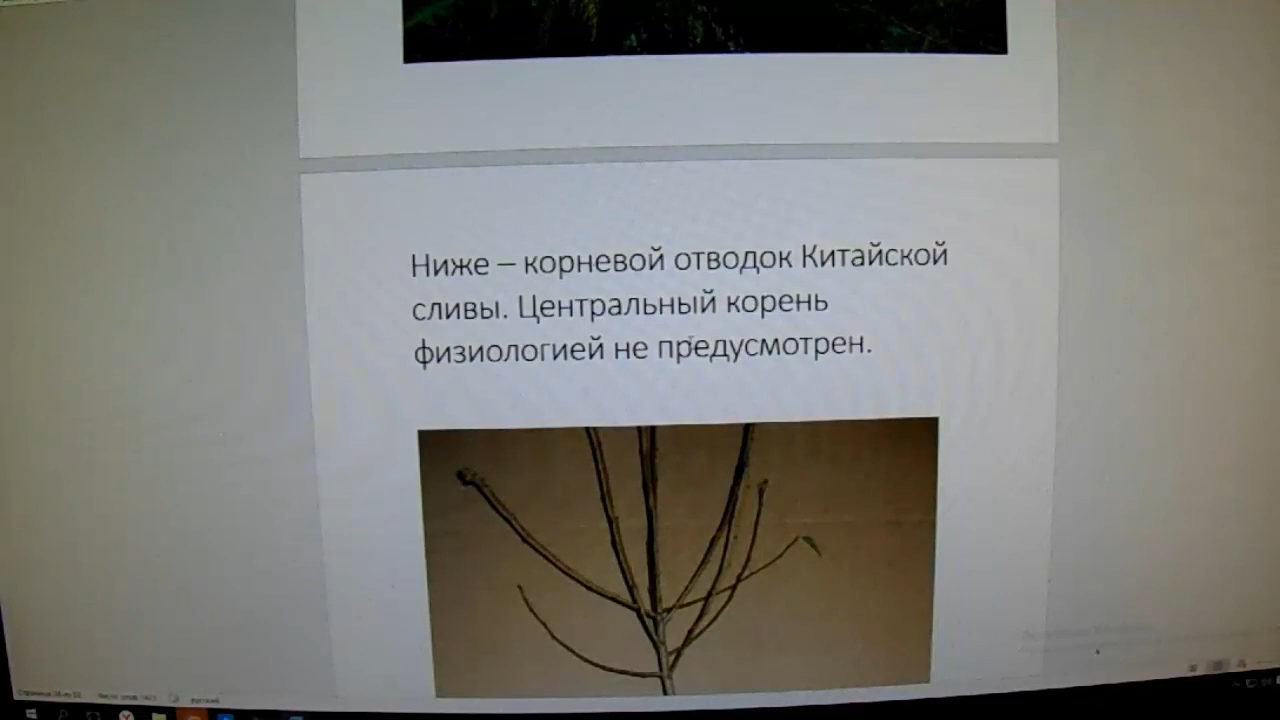 Ниже – корневой отводок Китайской
сливы. Центральный корень
физиологией не предусмотрен.